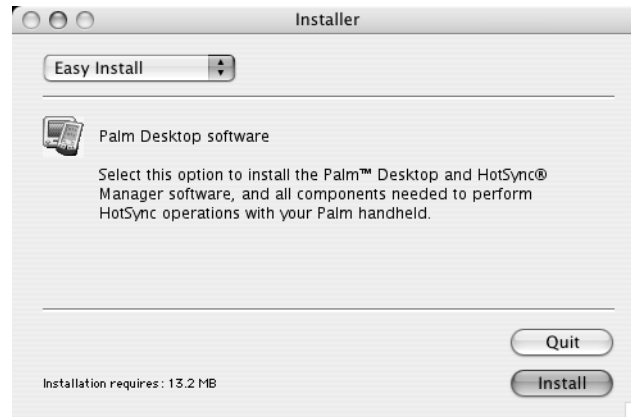 Installer
Easy Install
Palm Desktop software
Select this option to install the Palm™ Desktop and HotSync®
Manager software, and all components needed to perform
HotSync operations with your Palm handheld.
Quit
Installation requires: 13.2 MB
Install